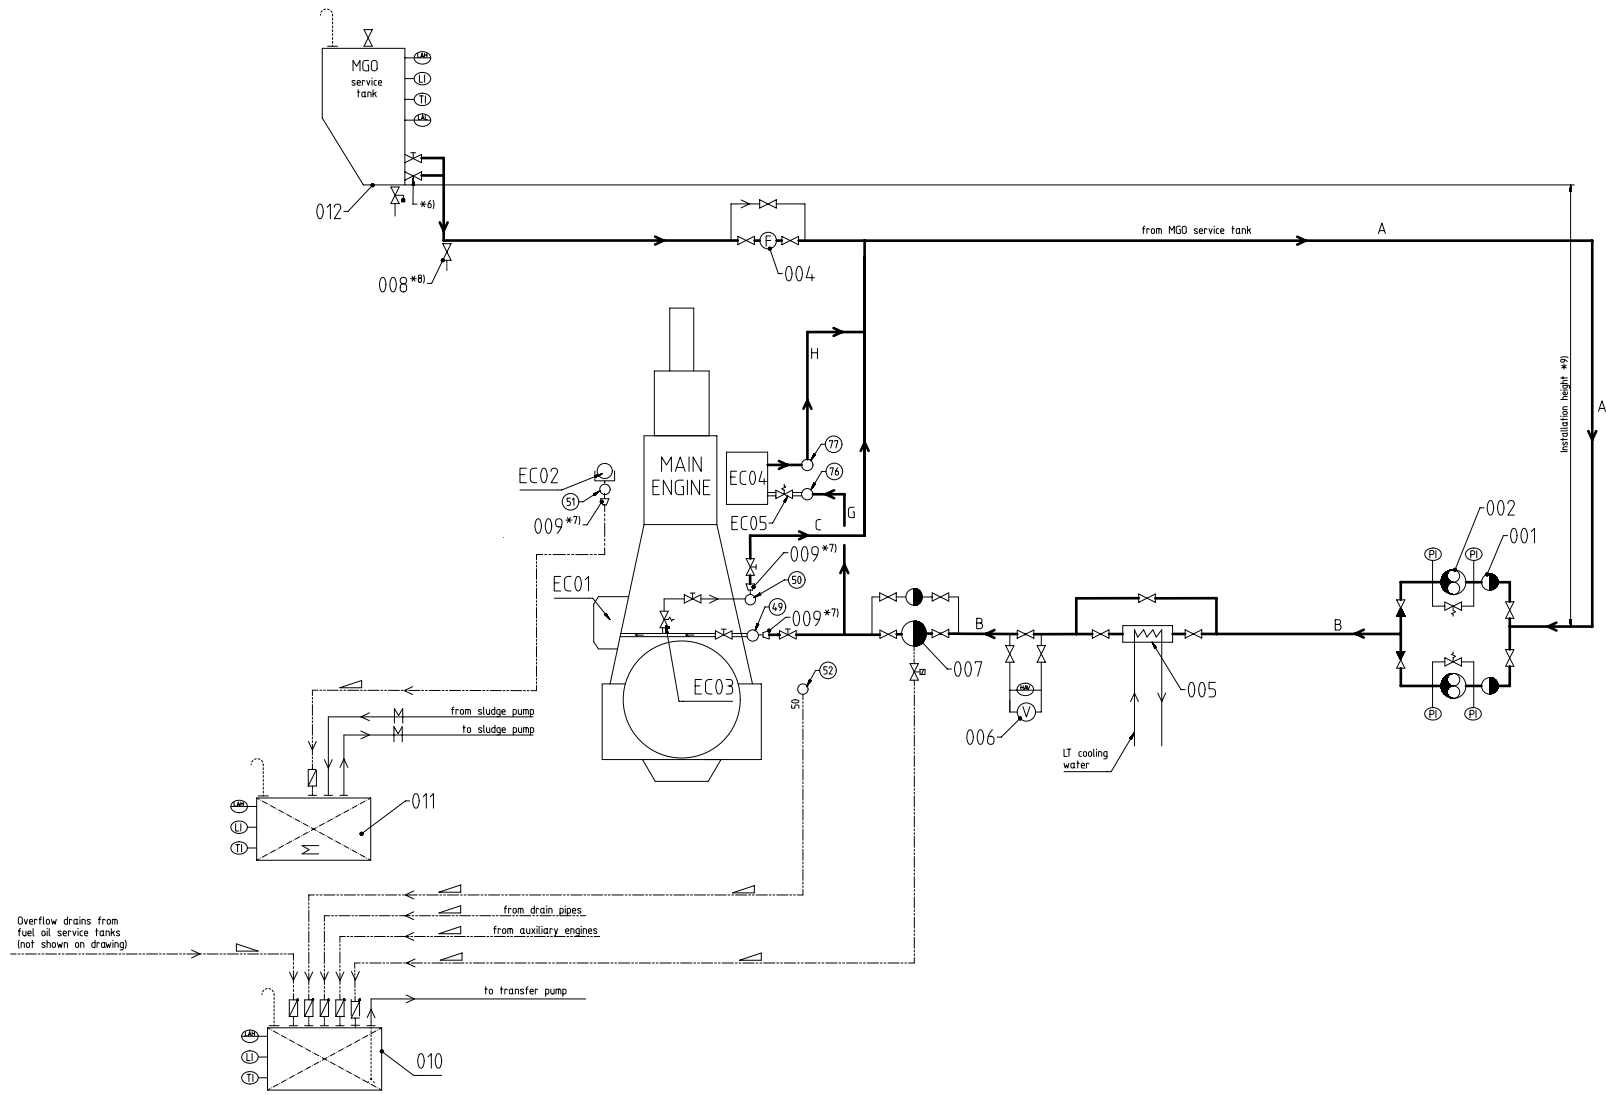 LAH
MGO
service
tank
LI
TI
LAL
012
*6)
008*8)
F
004
from MGO service tank
A
H
Installation height *9)
A
MAIN
ENGINE
EC02
51
009*7)
EC04
77
76
EC05
G
C
009*7)
50
EC01
49
009*7)
EC03
52
50
B
007
HAV
V
006
005
LT cooling
water
B
002
001
PI
PI
PI
PI
from sludge pump
to sludge pump
LAH
LI
TI
011
Overflow drains from
fuel oil service tanks
(not shown on drawing)
from drain pipes
from auxiliary engines
to transfer pump
LAH
LI
TI
010